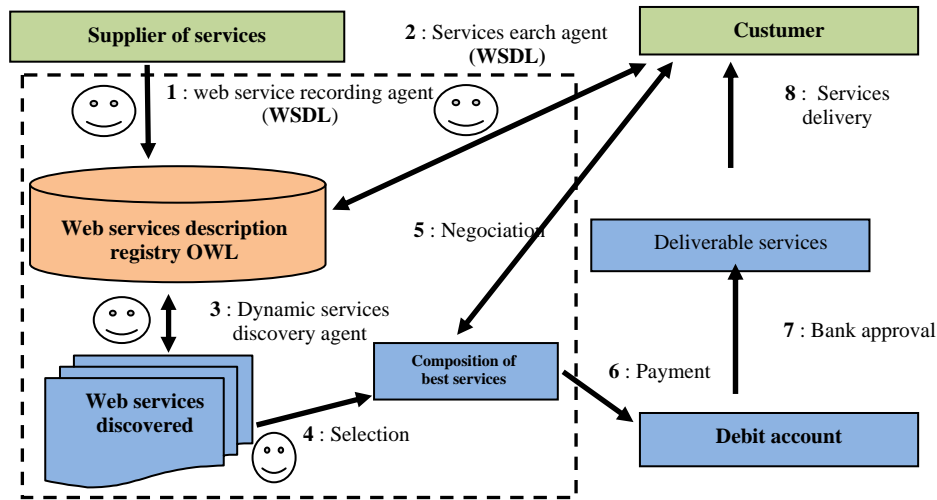 Supplier of services
2 : Services earch agent
(WSDL)
Custumer
1 : web service recording agent
(WSDL)
8 : Services
delivery
Web services description
registry OWL
5 : Negociation
Deliverable services
3 : Dynamic services
discovery agent
7 : Bank approval
Composition of
best services
6 : Payment
Web services
discovered
4 : Selection
Debit account